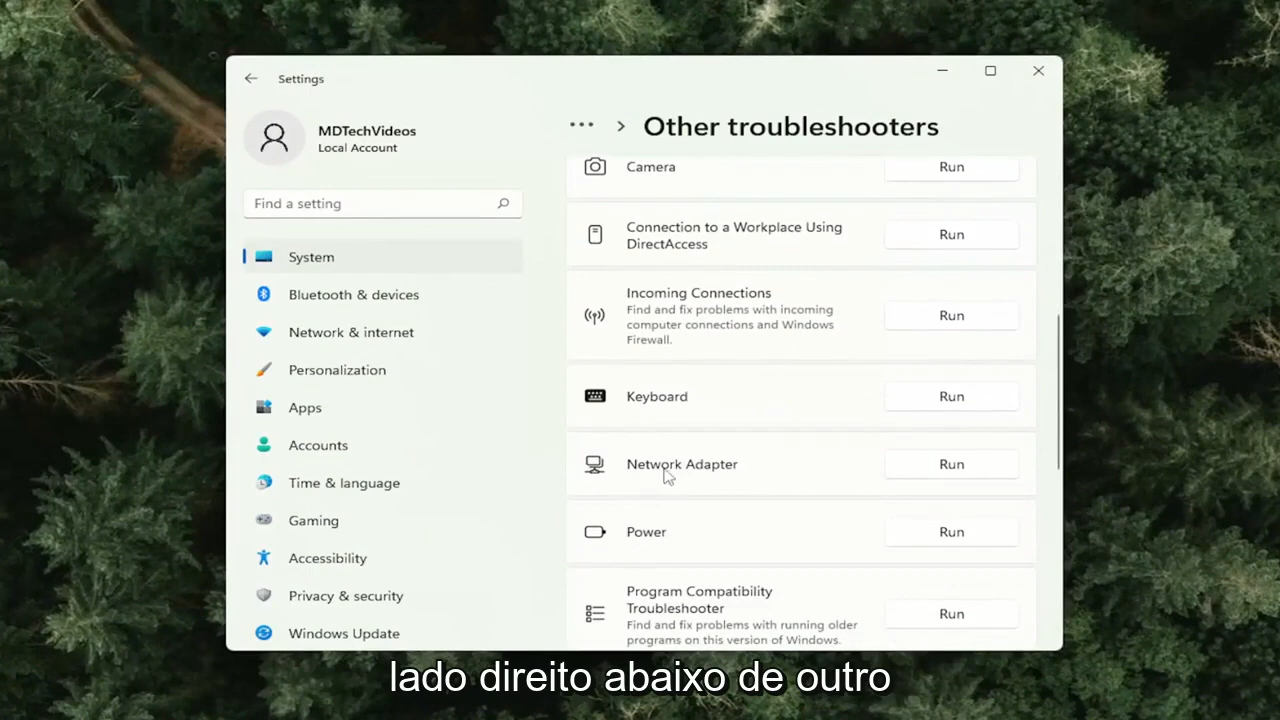 Settings
MDTechVideos
Local Account
Find a setting
System
Bluetooth & devices
Network & internet
Personalization
Apps
Accounts
Time & language
Gaming
Accessibility
Privacy & security
Windows Update
... > Other troubleshooters
Camera Run
Connection to a Workplace Using
DirectAccess
Run
Incoming Connections
Find and fix problems with incoming
computer connections and Windows
Firewall.
Run
Keyboard Run
Network Adapter Run
Power Run
Program Compatibility
Troubleshooter
Find and fix problems with running older
programs on this version of Windows.
Run
lado direito abaixo de outro